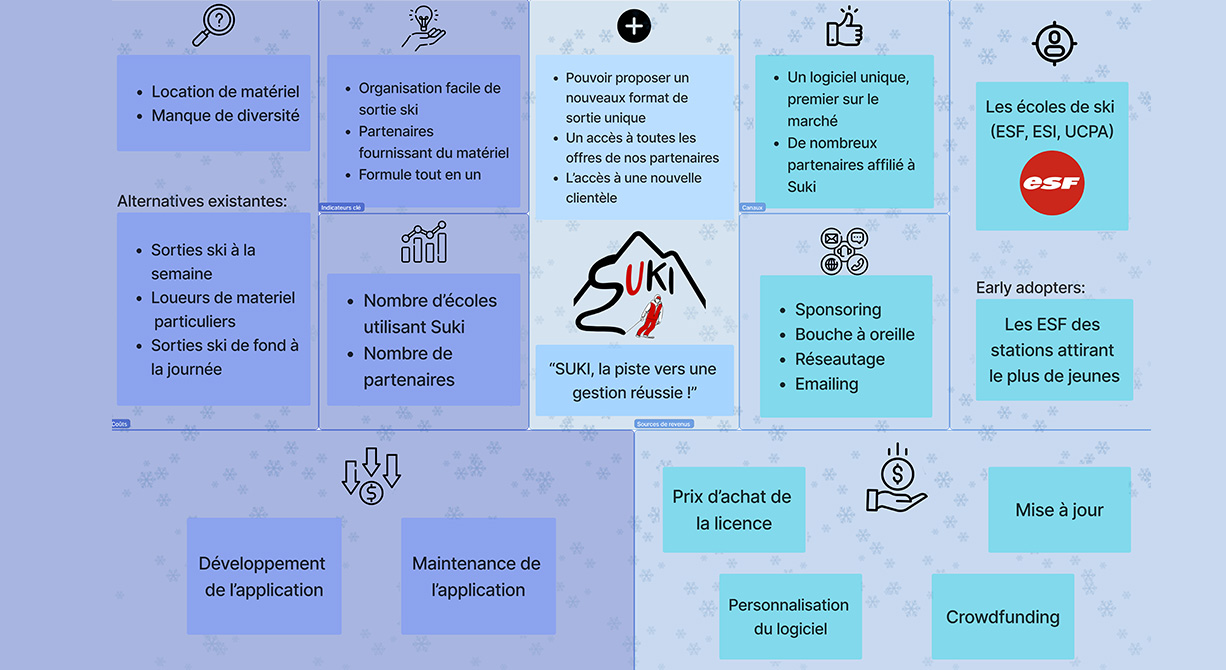 • Location de matériel
• Manque de diversité
Alternatives existantes:
• Sorties ski à la
semaine
• Loueurs de materiel
particuliers
• Sorties ski de fond à
la journée
Coûts
• Organisation facile de
sortie ski
• Partenaires
fournissant du matériel
• Formule tout en un
Indicateurs clé
• Nombre d’écoles
utilisant Suki
• Nombre de
partenaires
• Pouvoir proposer un
nouveaux format de
sortie unique
• Un accès à toutes les
offres de nos partenaires
• L’accès à une nouvelle
clientèle
SUKI
“SUKI, la piste vers une
gestion réussie !”
Sources de revenus
• Un logiciel unique,
premier sur le
marché
• De nombreux
partenaires affilié à
Suki
Canaux
• Sponsoring
• Bouche à oreille
• Réseautage
• Emailing
Les écoles de ski
(ESF, ESI, UCPA)
esf
Early adopters:
Les ESF des
stations attirant
le plus de jeunes
Développement
de l’application
Maintenance de
l’application
Prix d’achat de
la licence
Mise à jour
Personnalisation
du logiciel
Crowdfunding